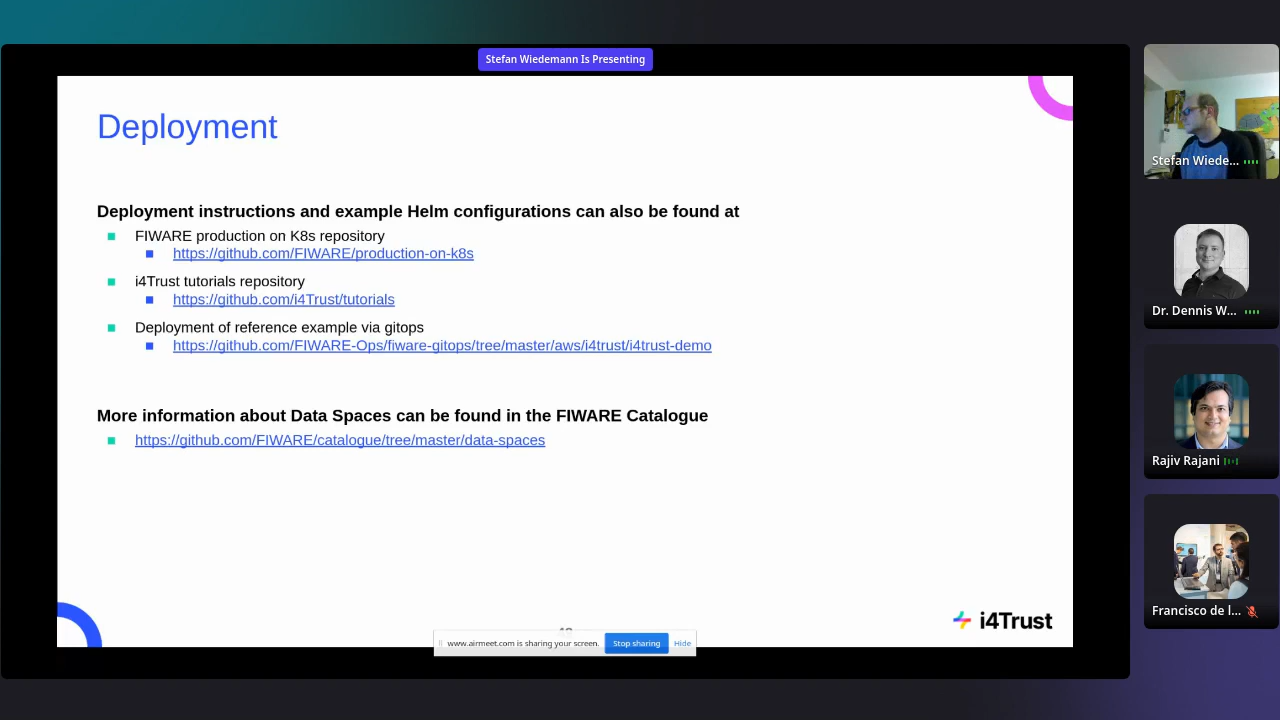 Stefan Wiedemann Is Presenting
Deployment
Deployment instructions and example Helm configurations can also be found at
FIWARE production on K8s repository
https://github.com/FIWARE/production-on-k8s
i4Trust tutorials repository
https://github.com/i4Trust/tutorials
Deployment of reference example via gitops
https://github.com/FIWARE-Ops/fiware-gitops/tree/master/aws/i4trust/i4trust-demo
More information about Data Spaces can be found in the FIWARE Catalogue
https://github.com/FIWARE/catalogue/tree/master/data-spaces
i4Trust
www.airmeet.com is sharing your screen.
Stop sharing
Hide
Stefan Wiede...
Dr. Dennis W...
Rajiv Rajani
Francisco de l...